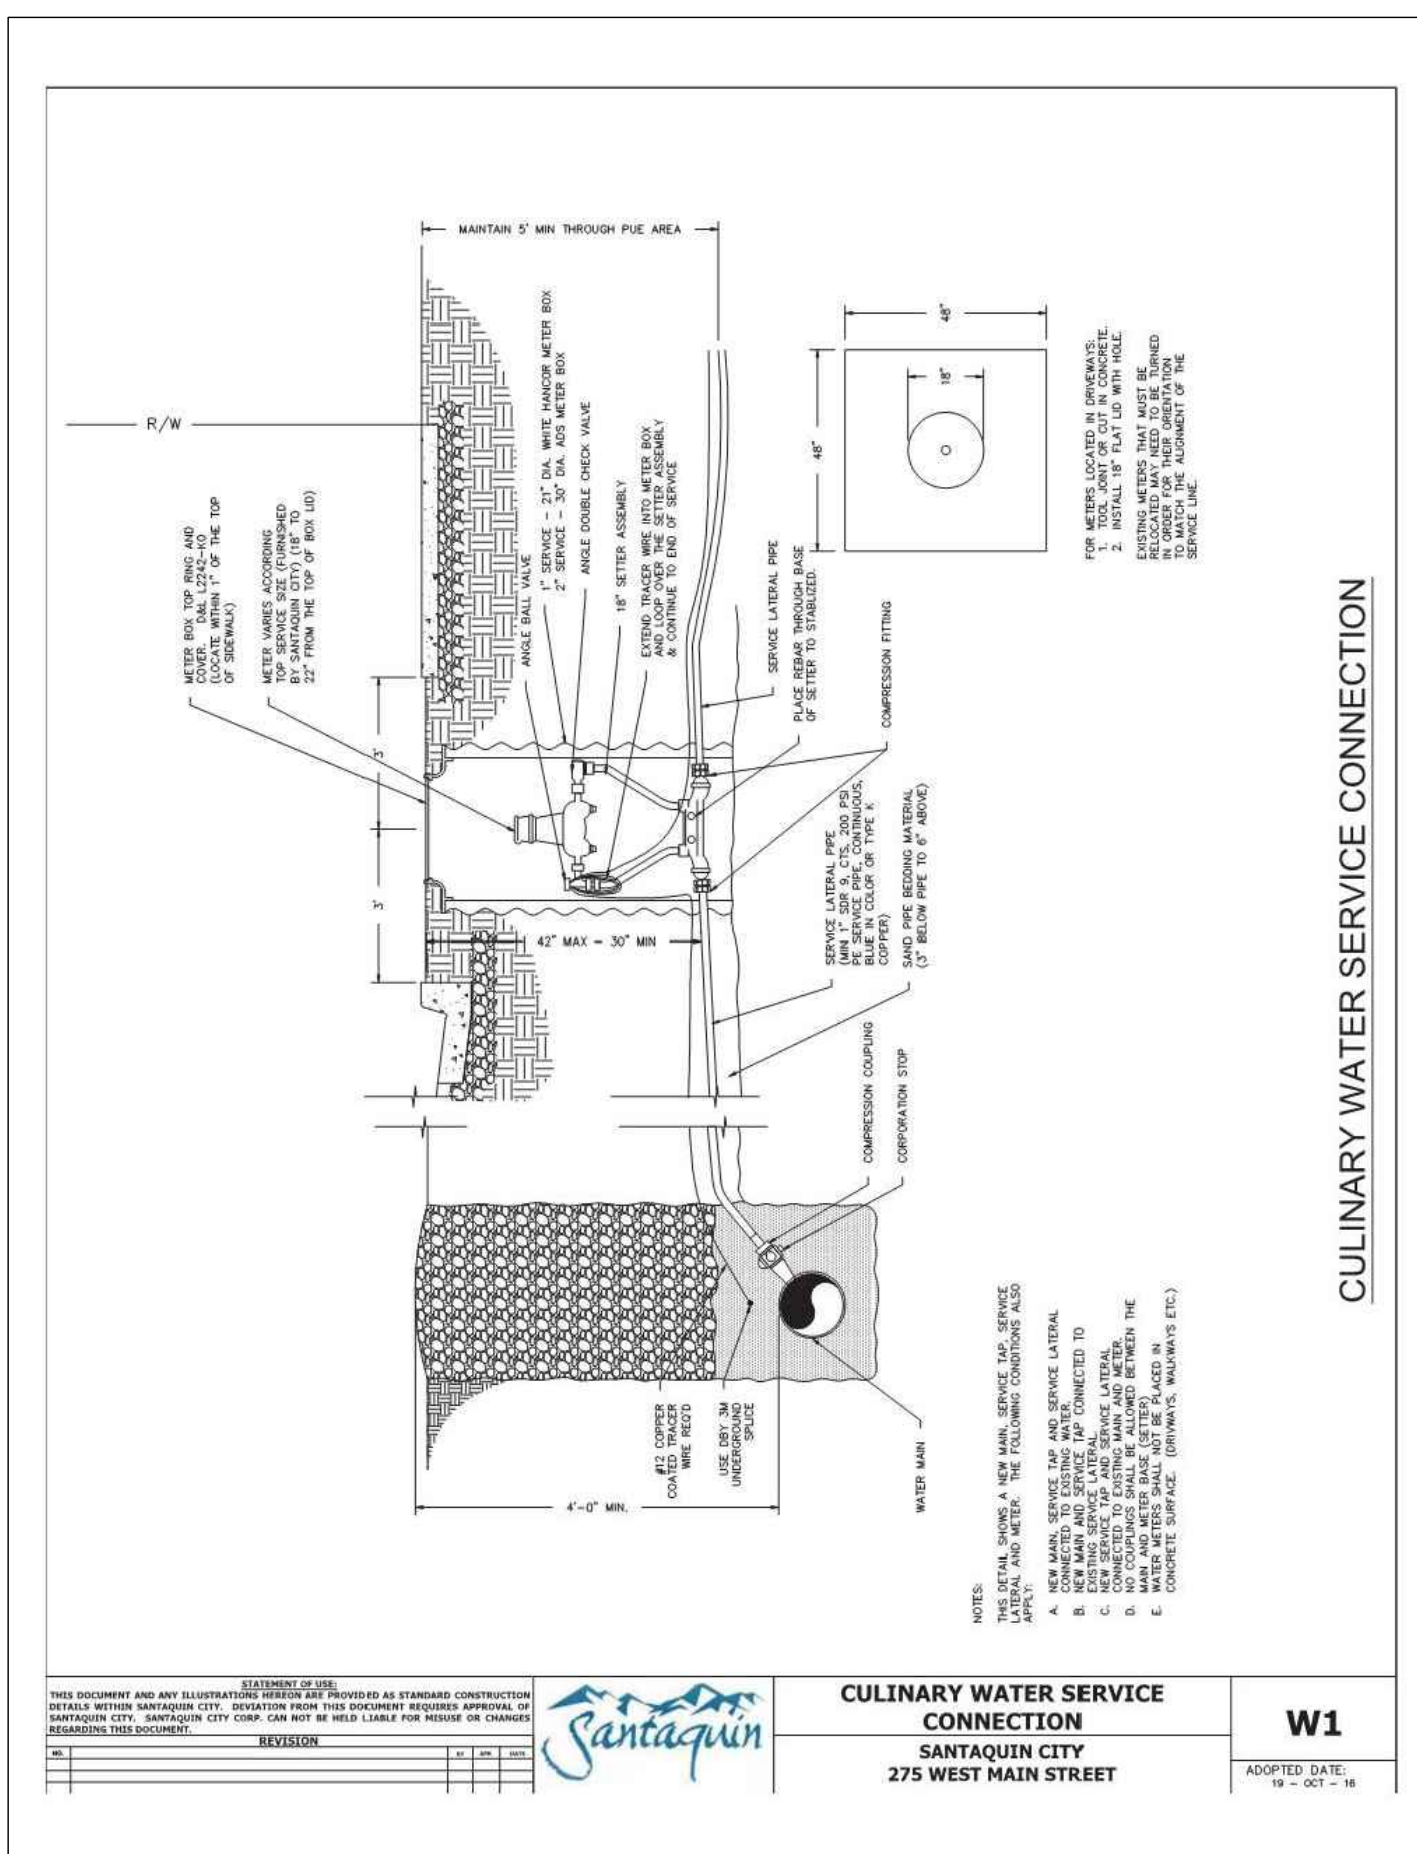 MAINTAIN 5' MIN THROUGH PUE AREA
R/W
METER BOX TOP RING AND
COVER. D&L L2242-KO
(LOCATE WITHIN 1" OF THE TOP
OF SIDEWALK)
METER VARIES ACCORDING
TOP SERVICE SIZE (FURNISHED
BY SANTAQUIN CITY) (18" TO
22" FROM THE TOP OF BOX LID)
3'
3'
ANGLE BALL VALVE
1" SERVICE - 21" DIA. WHITE HANCOR METER BOX
2" SERVICE - 30" DIA. ADS METER BOX
ANGLE DOUBLE CHECK VALVE
18" SETTER ASSEMBLY
EXTEND TRACER WIRE INTO METER BOX
AND LOOP OVER THE SETTER ASSEMBLY
& CONTINUE TO END OF SERVICE
42" MAX - 30" MIN
SERVICE LATERAL PIPE
PLACE REBAR THROUGH BASE
OF SETTER TO STABLIZED.
COMPRESSION FITTING
SERVICE LATERAL PIPE
(MIN 1" SDR 9, CTS, 200 PSI
PE SERVICE PIPE, CONTINUOUS,
BLUE IN COLOR OR TYPE K
COPPER)
SAND PIPE BEDDING MATERIAL
(3" BELOW PIPE TO 6" ABOVE)
COMPRESSION COUPLING
CORPORATION STOP
#12 COPPER
COATED TRACER
WIRE REQ'D
USE DBY 3M
UNDERGROUND
SPLICE
4'-0" MIN.
WATER MAIN
48"
48"
18"
FOR METERS LOCATED IN DRIVEWAYS:
1. TOOL JOINT OR CUT IN CONCRETE.
2. INSTALL 18" FLAT LID WITH HOLE.
EXISTING METERS THAT MUST BE
RELOCATED MAY NEED TO BE TURNED
IN ORDER FOR THEIR ORIENTATION
TO MATCH THE ALIGNMENT OF THE
SERVICE LINE.
NOTES:
THIS DETAIL SHOWS A NEW MAIN, SERVICE TAP, SERVICE
LATERAL AND METER. THE FOLLOWING CONDITIONS ALSO
APPLY:
A. NEW MAIN, SERVICE TAP AND SERVICE LATERAL
CONNECTED TO EXISTING WATER.
B. NEW MAIN AND SERVICE TAP CONNECTED TO
EXISTING SERVICE LATERAL.
C. NEW SERVICE TAP AND SERVICE LATERAL
CONNECTED TO EXISTING MAIN AND METER.
D. NO COUPLINGS SHALL BE ALLOWED BETWEEN THE
MAIN AND METER BASE (SETTER)
E. WATER METERS SHALL NOT BE PLACED IN
CONCRETE SURFACE. (DRIVWAYS, WALKWAYS ETC.)
CULINARY WATER SERVICE CONNECTION
STATEMENT OF USE:
THIS DOCUMENT AND ANY ILLUSTRATIONS HEREON ARE PROVIDED AS STANDARD CONSTRUCTION
DETAILS WITHIN SANTAQUIN CITY. DEVIATION FROM THIS DOCUMENT REQUIRES APPROVAL OF
SANTAQUIN CITY. SANTAQUIN CITY CORP. CAN NOT BE HELD LIABLE FOR MISUSE OR CHANGES
REGARDING THIS DOCUMENT.
REVISION
NO. BY APR DATE
Santaquin
CULINARY WATER SERVICE
CONNECTION
SANTAQUIN CITY
275 WEST MAIN STREET
W1
ADOPTED DATE:
19 - OCT - 16